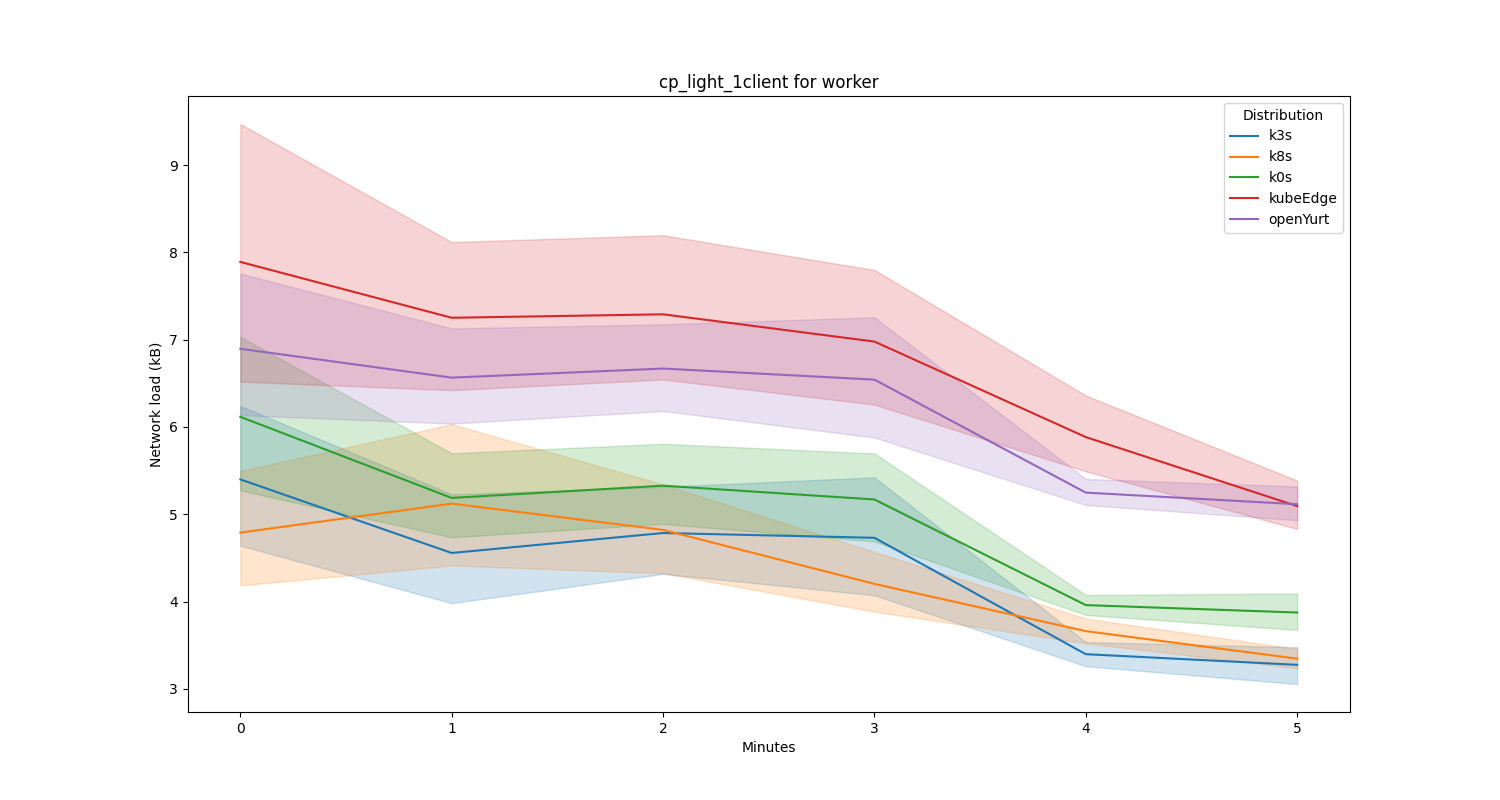 cp_light_1client for worker
Distribution
k3s
k8s
k0s
kubeEdge
openYurt
Network load (kB)
9
8
7
6
5
4
3
0 1 2 3 4 5
Minutes